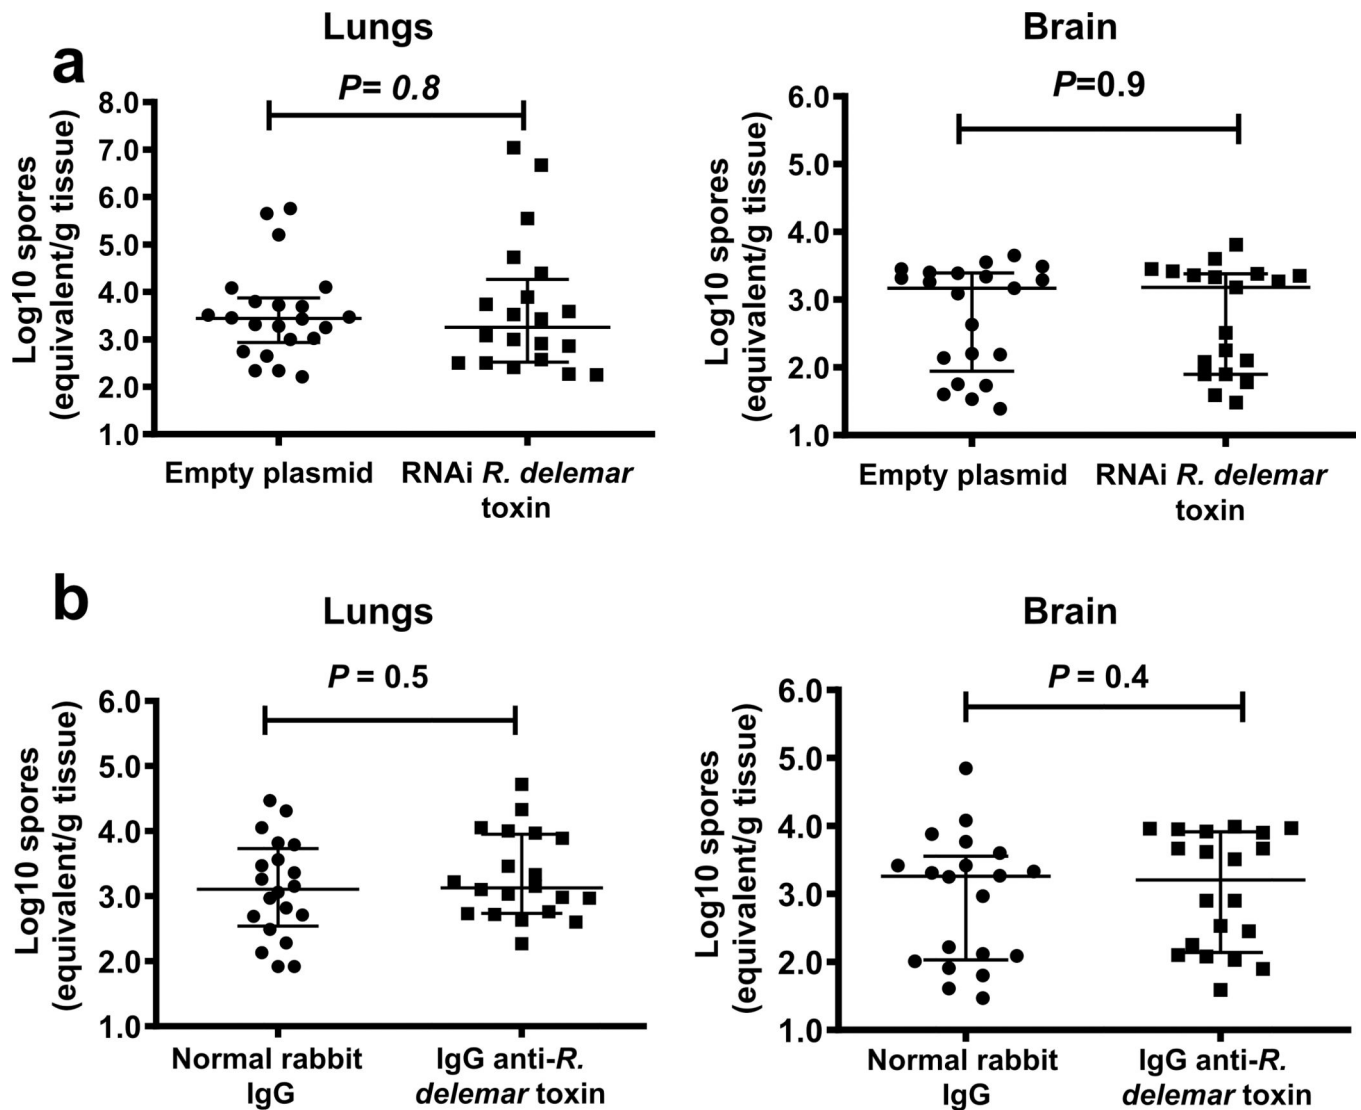 a
Lungs
P= 0.8
Log10 spores
(equivalent/g tissue)
8.0
7.0
6.0
5.0
4.0
3.0
2.0
1.0
Empty plasmid
RNAi R. delemar
toxin
Brain
P=0.9
Log10 spores
(equivalent/g tissue)
6.0
5.0
4.0
3.0
2.0
1.0
Empty plasmid
RNAi R. delemar
toxin
b
Lungs
P = 0.5
Log10 spores
(equivalent/g tissue)
6.0
5.0
4.0
3.0
2.0
1.0
Normal rabbit
IgG
IgG anti-R.
delemar toxin
Brain
P = 0.4
Log10 spores
(equivalent/g tissue)
6.0
5.0
4.0
3.0
2.0
1.0
Normal rabbit
IgG
IgG anti-R.
delemar toxin